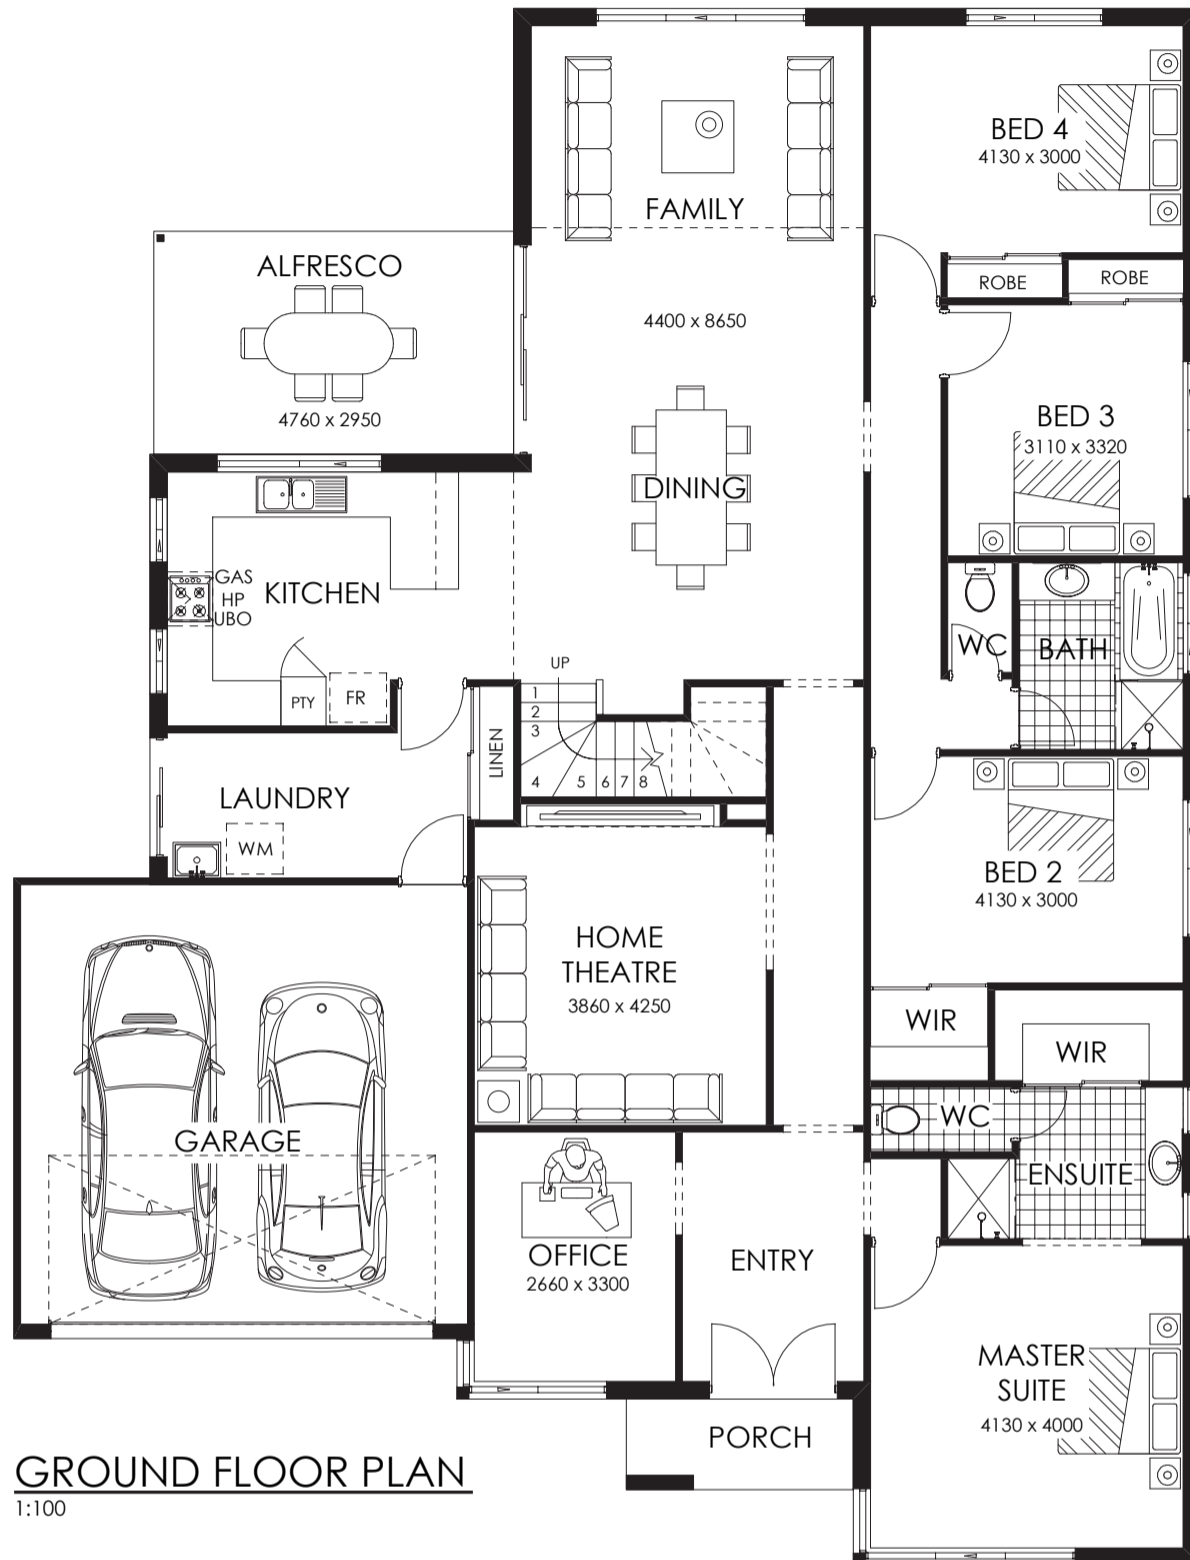 BED 4
4130 x 3000
FAMILY
ALFRESCO
ROBE
ROBE
4400 x 8650
4760 x 2950
BED 3
3110 x 3320
DINING
GAS
HP
UBO
KITCHEN
WC
BATH
UP
PTY
FR
1
2
3
4
5
6
7
8
LINEN
LAUNDRY
WM
BED 2
4130 x 3000
HOME
THEATRE
3860 x 4250
WIR
WIR
WC
GARAGE
ENSUITE
OFFICE
2660 x 3300
ENTRY
MASTER
SUITE
4130 x 4000
PORCH
GROUND FLOOR PLAN
1:100